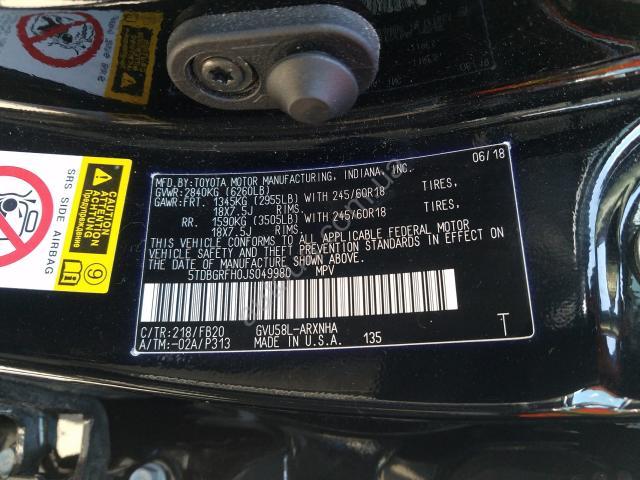 MFD.BY:TOYOTA MOTOR MANUFACTURING, INDIANA, INC. 06/18
GVWR:2840KG (6260LB)
GAWR:FRT. 1345KG (2955LB) WITH 245/60R18 TIRES,
18X7.5J RIMS
RR. 1590KG (3505LB) WITH 245/60R18 TIRES,
18X7.5J RIMS
THIS VEHICLE CONFORMS TO ALL APPLICABLE FEDERAL MOTOR
VEHICLE SAFETY AND THEFT PREVENTION STANDARDS IN EFFECT ON
THE DATE OF MANUFACTURE SHOWN ABOVE.
5TDBGRFH0JS049980 MPV
C/TR:218/FB20 GVU58L-ARXNHA T
A/TM:-02A/P313 MADE IN U.S.A. 135
SRS SIDE AIRBAG
9